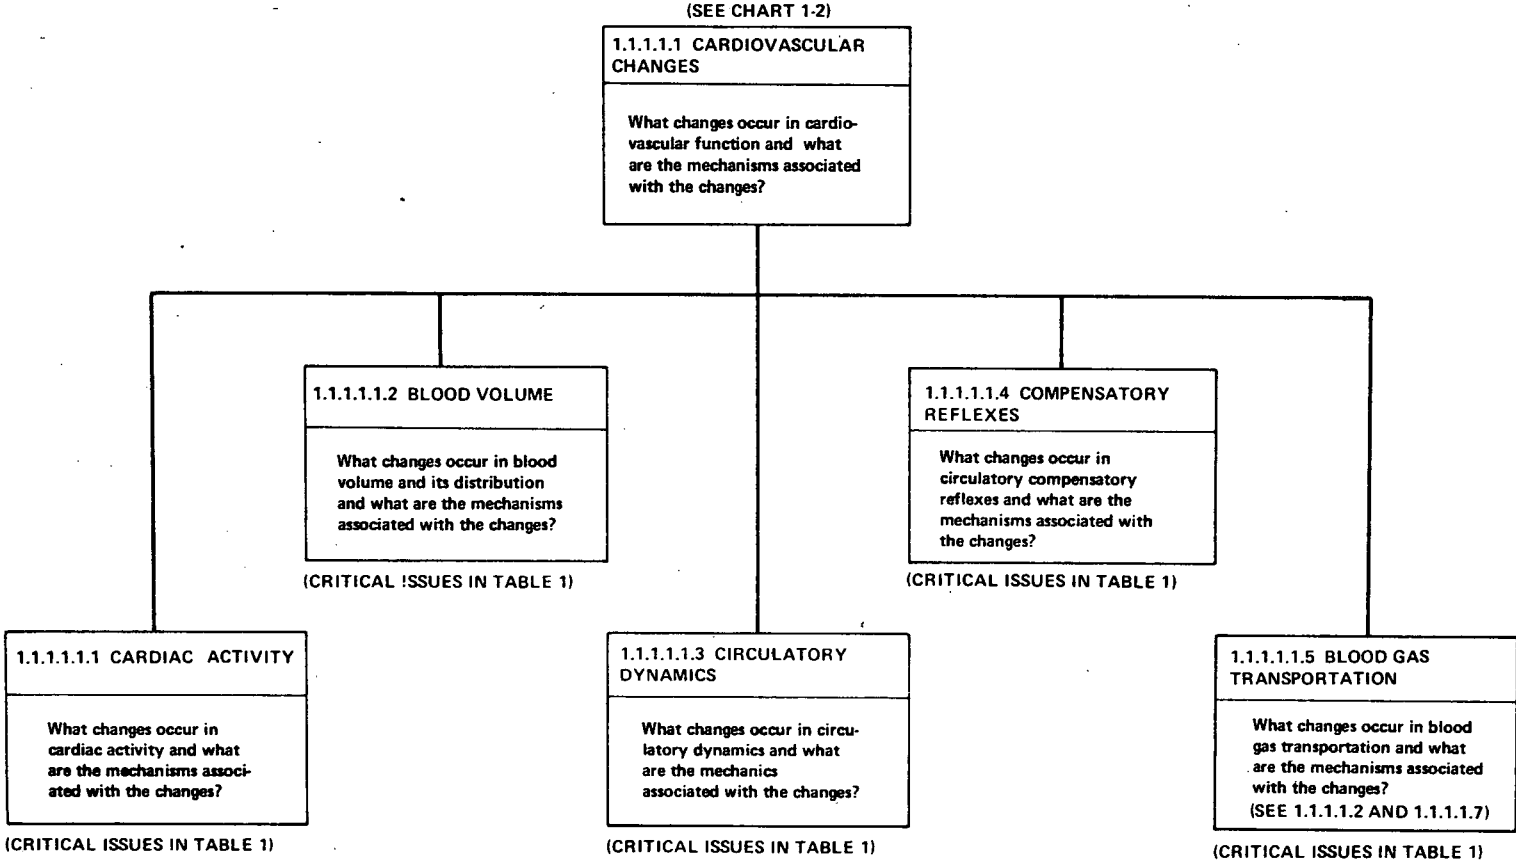 (SEE CHART 1-2)
1.1.1.1.1 CARDIOVASCULAR
CHANGES
What changes occur in cardio-
vascular function and what
are the mechanisms associated
with the changes?
1.1.1.1.1.2 BLOOD VOLUME
What changes occur in blood
volume and its distribution
and what are the mechanisms
associated with the changes?
(CRITICAL ISSUES IN TABLE 1)
1.1.1.1.1.4 COMPENSATORY
REFLEXES
What changes occur in
circulatory compensatory
reflexes and what are the
mechanisms associated with
the changes?
(CRITICAL ISSUES IN TABLE 1)
1.1.1.1.1.1 CARDIAC ACTIVITY
What changes occur in
cardiac activity and what
are the mechanisms associ-
ated with the changes?
(CRITICAL ISSUES IN TABLE 1)
1.1.1.1.1.3 CIRCULATORY
DYNAMICS
What changes occur in circu-
latory dynamics and what
are the mechanics
associated with the changes?
(CRITICAL ISSUES IN TABLE 1)
1.1.1.1.1.5 BLOOD GAS
TRANSPORTATION
What changes occur in blood
gas transportation and what
are the mechanisms associated
with the changes?
(SEE 1.1.1.1.2 AND 1.1.1.1.7)
(CRITICAL ISSUES IN TABLE 1)